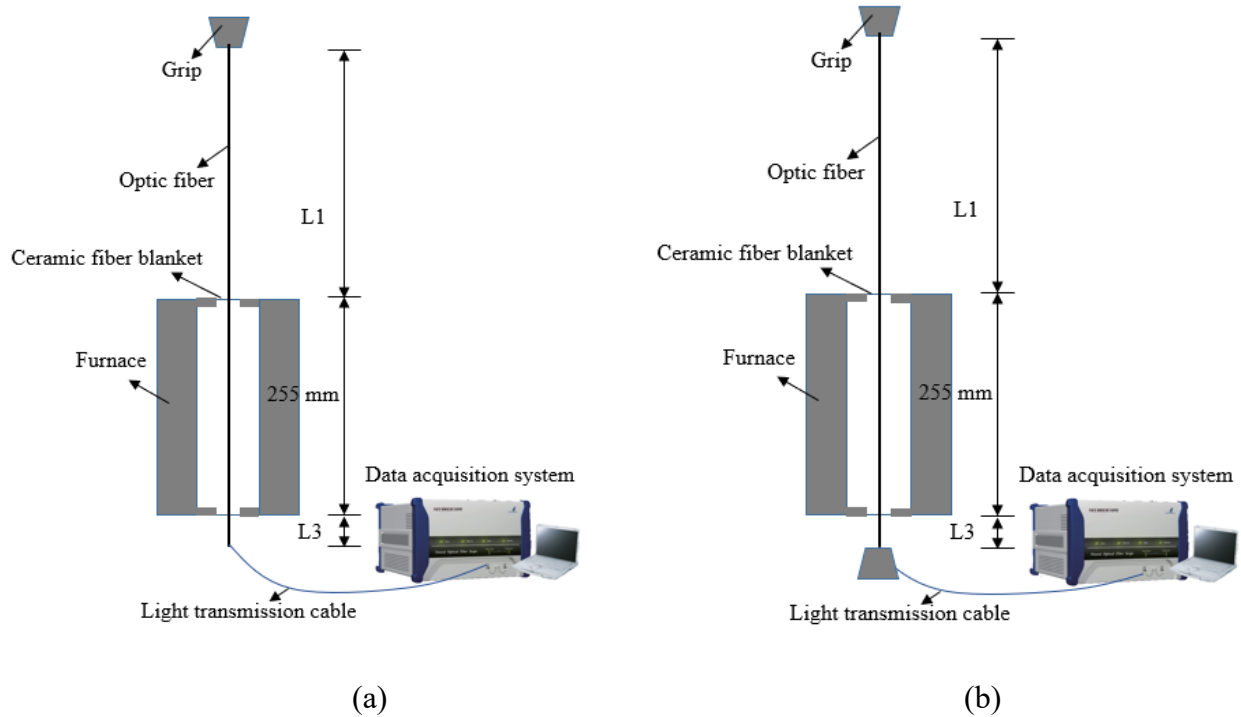 Grip
Optic fiber
L1
Ceramic fiber blanket
Furnace
255 mm
Data acquisition system
L3
Light transmission cable
(a)
Grip
Optic fiber
L1
Ceramic fiber blanket
Furnace
255 mm
Data acquisition system
L3
Light transmission cable
(b)